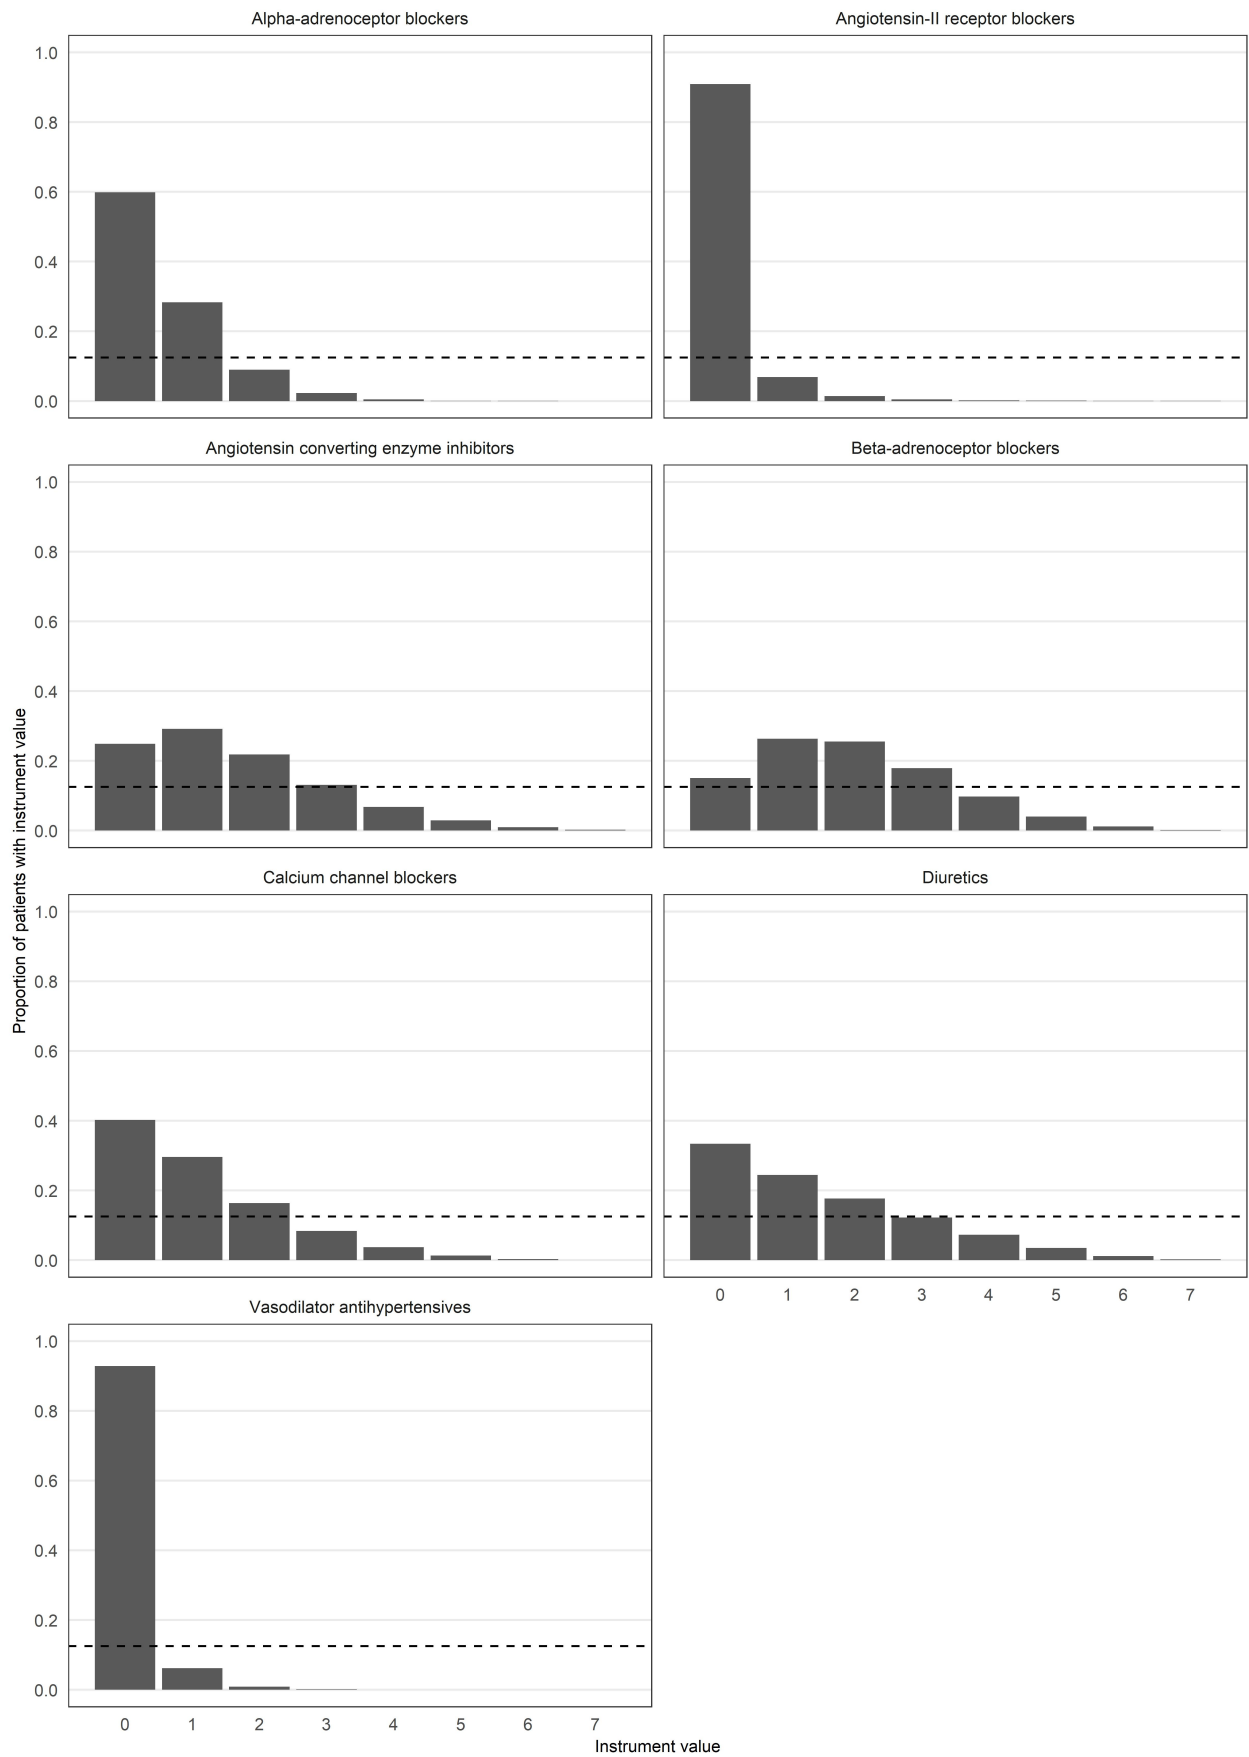 Alpha-adrenoceptor blockers
Angiotensin-II receptor blockers
1.0
0.8
0.6
0.4
0.2
0.0
Angiotensin converting enzyme inhibitors
Beta-adrenoceptor blockers
1.0
0.8
0.6
0.4
0.2
0.0
Proportion of patients with instrument value
Calcium channel blockers
Diuretics
1.0
0.8
0.6
0.4
0.2
0.0
0 1 2 3 4 5 6 7
Vasodilator antihypertensives
1.0
0.8
0.6
0.4
0.2
0.0
0 1 2 3 4 5 6 7
Instrument value